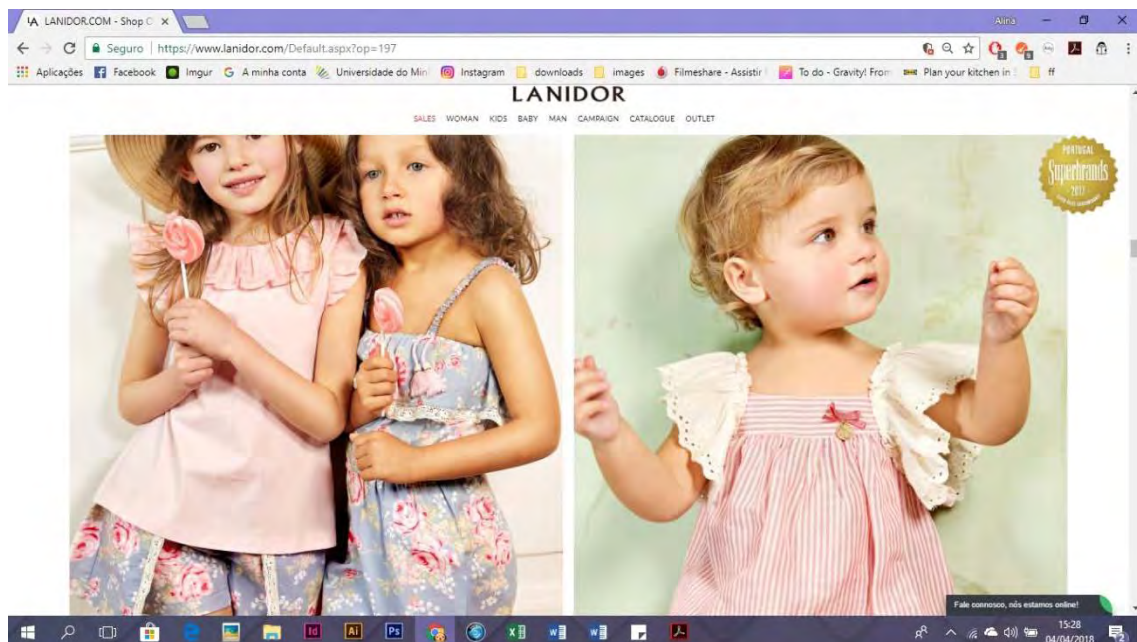 LANIDOR.COM - Shop O
Alina
Seguro | https://www.lanidor.com/Default.aspx?op=197
Aplicações Facebook Imgur A minha conta Universidade do Min Instagram downloads images Filmeshare - Assistir To do - Gravity! From Plan your kitchen in ff
LANIDOR
SALES WOMAN KIDS BABY MAN CAMPAIGN CATALOGUE OUTLET
PORTUGAL
Superbrands
2017
Fale connosco, nós estamos online!
Id Ai Ps
15:28
04/04/2018